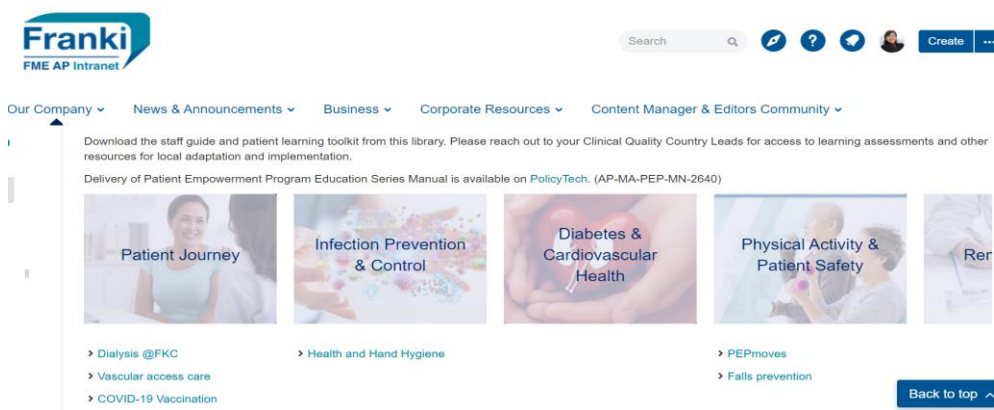 Franki
FME AP Intranet
Search
Create
Our Company
News & Announcements
Business
Corporate Resources
Content Manager & Editors Community
Download the staff guide and patient learning toolkit from this library. Please reach out to your Clinical Quality Country Leads for access to learning assessments and other
resources for local adaptation and implementation.
Delivery of Patient Empowerment Program Education Series Manual is available on PolicyTech. (AP-MA-PEP-MN-2640)
Patient Journey
Infection Prevention
& Control
Diabetes &
Cardiovascular
Health
Physical Activity &
Patient Safety
Ren
Dialysis @FKC
Vascular access care
COVID-19 Vaccination
Health and Hand Hygiene
PEPmoves
Falls prevention
Back to top